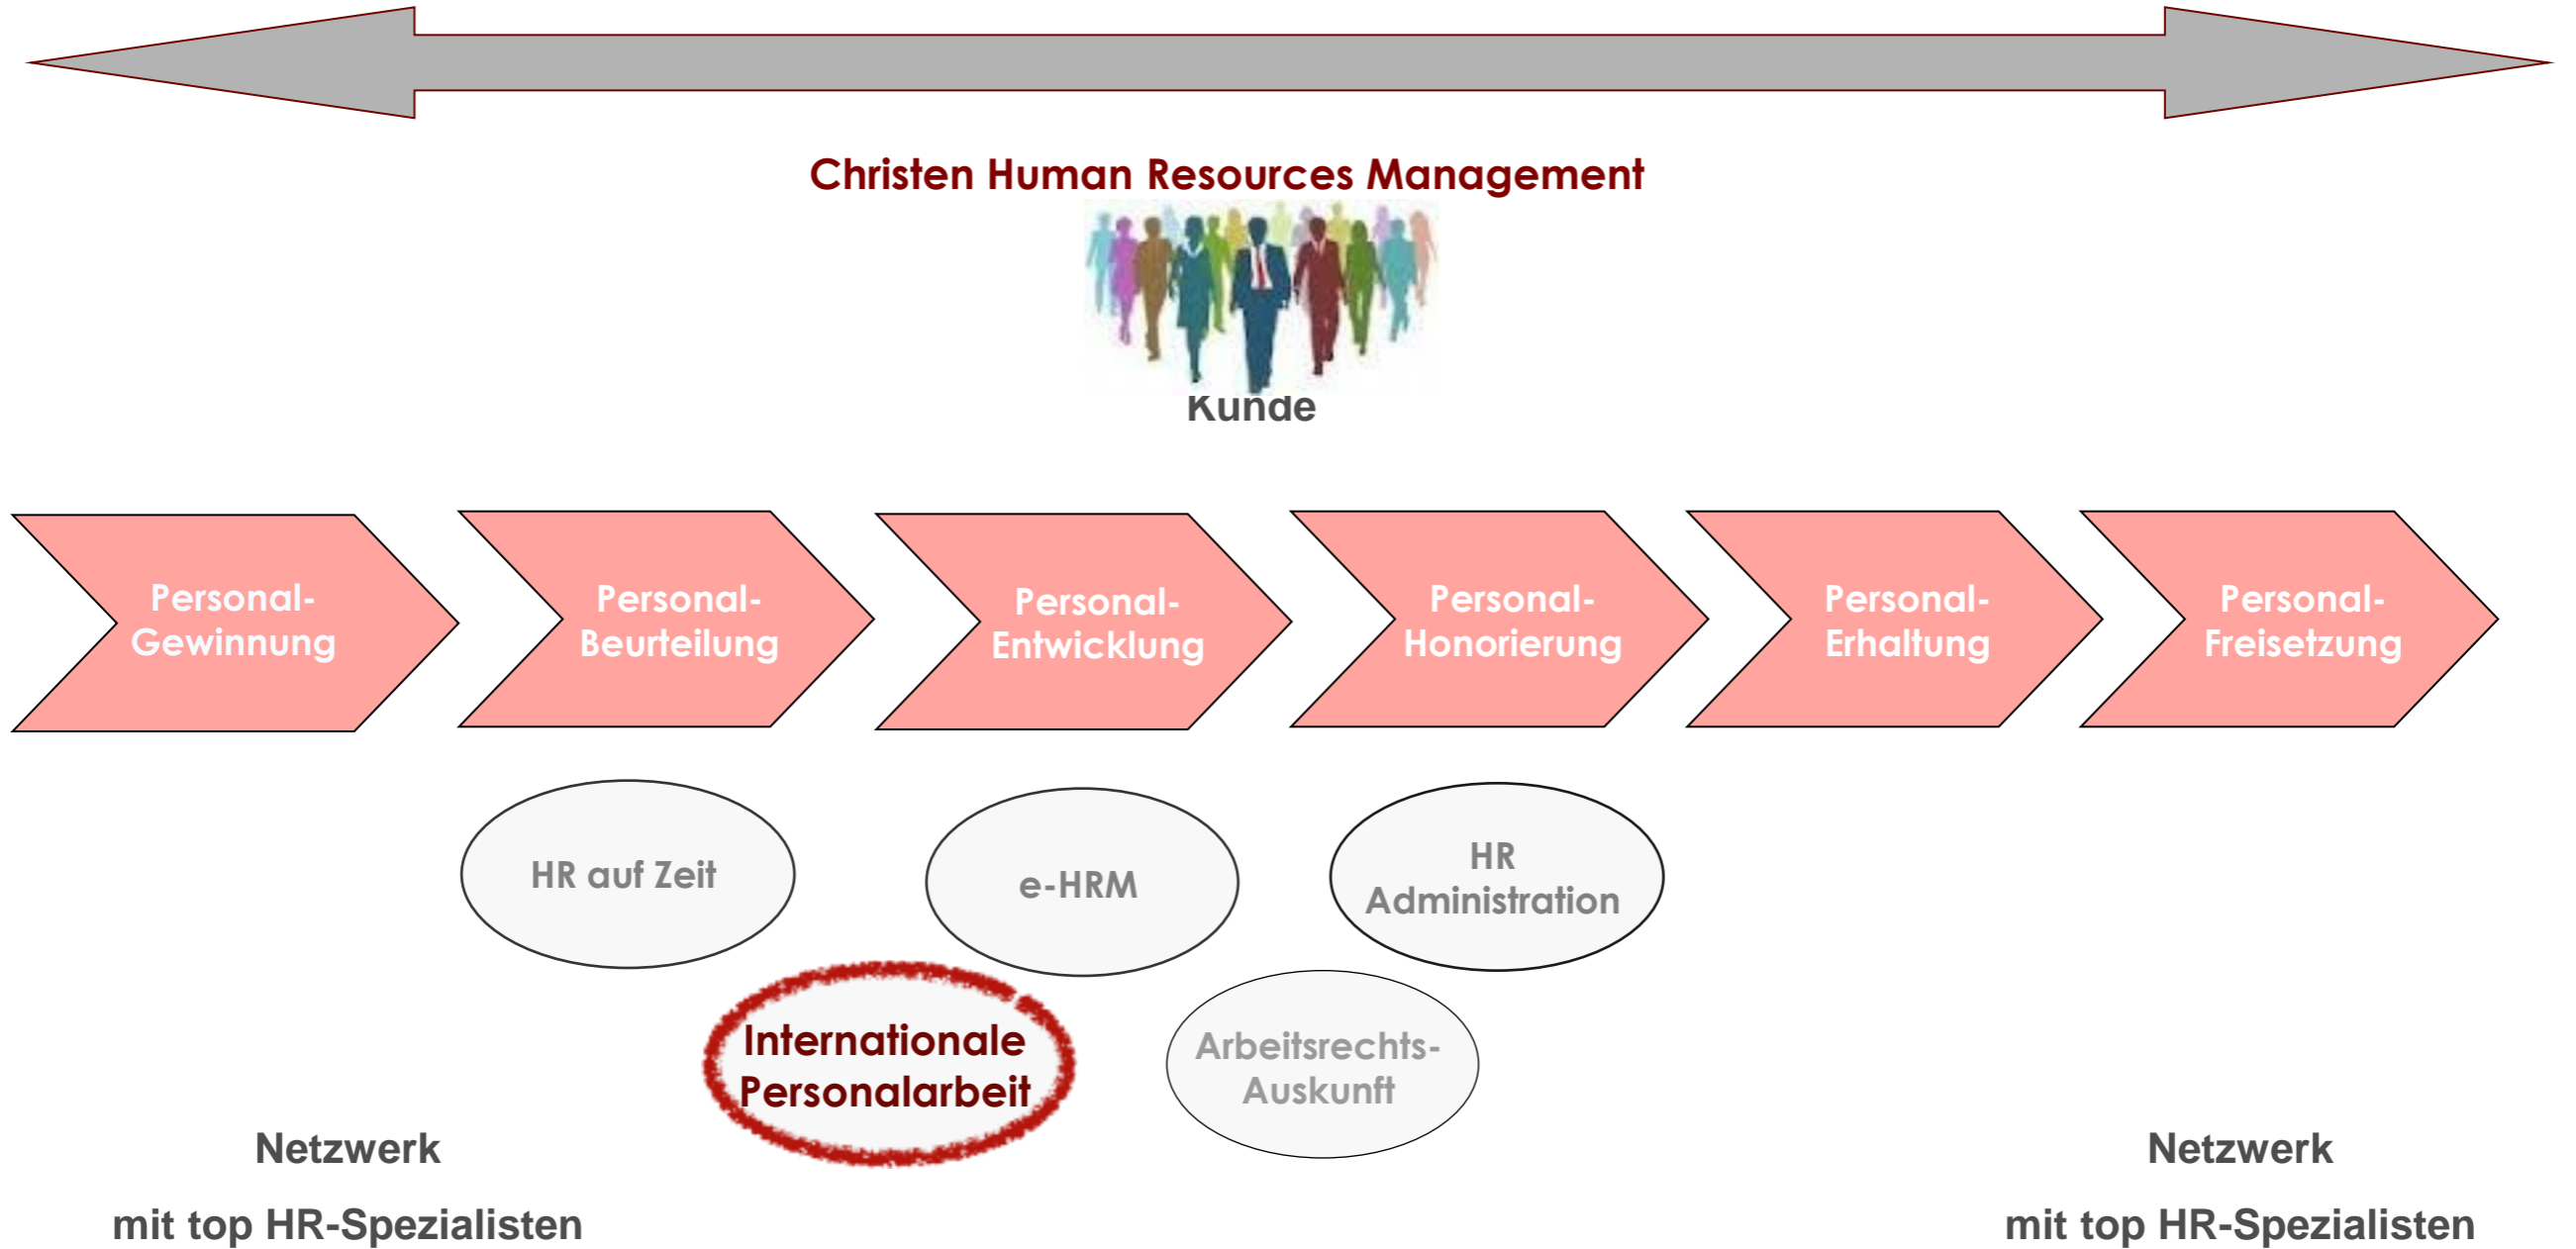 Christen Human Resources Management
Kunde
Personal-
Gewinnung
Personal-
Beurteilung
Personal-
Entwicklung
Personal-
Honorierung
Personal-
Erhaltung
Personal-
Freisetzung
HR auf Zeit
e-HRM
HR
Administration
Internationale
Personalarbeit
Arbeitsrechts-
Auskunft
Netzwerk
mit top HR-Spezialisten
Netzwerk
mit top HR-Spezialisten